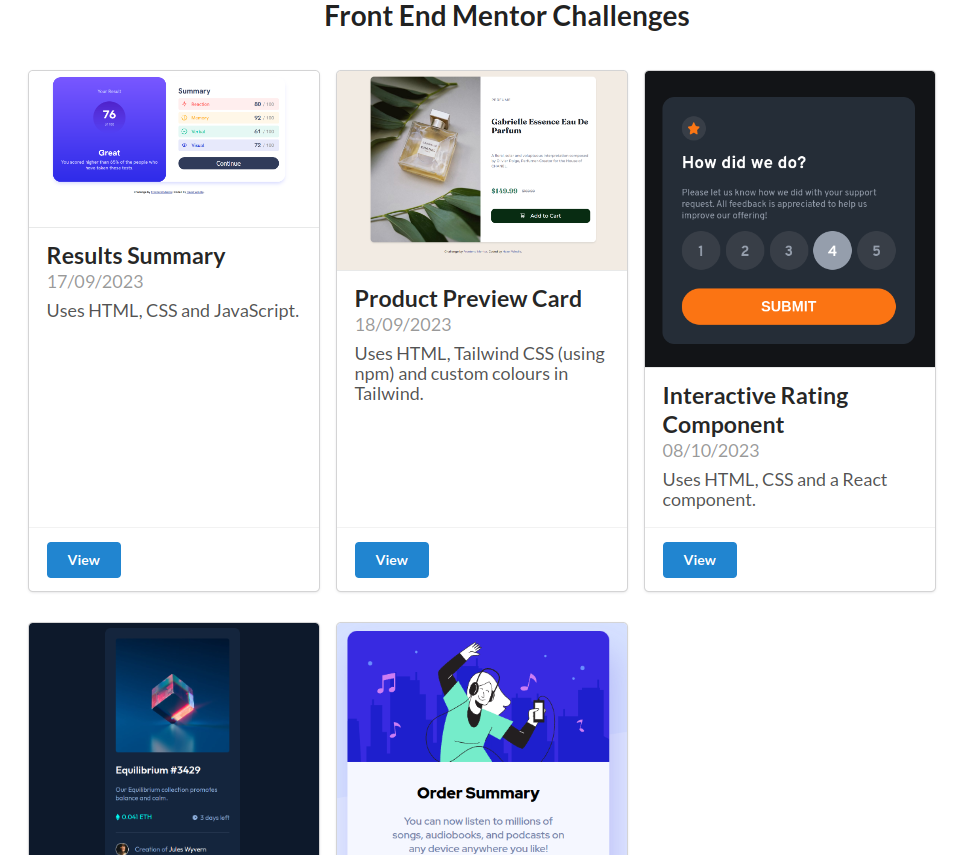 Front End Mentor Challenges
Your Result
76
of 100
Great
You scored higher than 65% of the people who
have taken these tests
Summary
Reaction 80 / 100
Memory 92 / 100
Verbal 61 / 100
Visual 72 / 100
Continue
Results Summary
17/09/2023
Uses HTML, CSS and JavaScript.
View
Gabrielle Essence Eau De
Parfum
$149.99
Add to Cart
Product Preview Card
18/09/2023
Uses HTML, Tailwind CSS (using
npm) and custom colours in
Tailwind.
View
How did we do?
Please let us know how we did with your support
request. All feedback is appreciated to help us
improve our offering!
1 2 3 4 5
SUBMIT
Interactive Rating
Component
08/10/2023
Uses HTML, CSS and a React
component.
View
Equilibrium #3429
Our Equilibrium collection promotes
balance and calm.
0.041 ETH 3 days left
Creation of Jules Wyvern
Order Summary
You can now listen to millions of
songs, audiobooks, and podcasts on
any device anywhere you like!